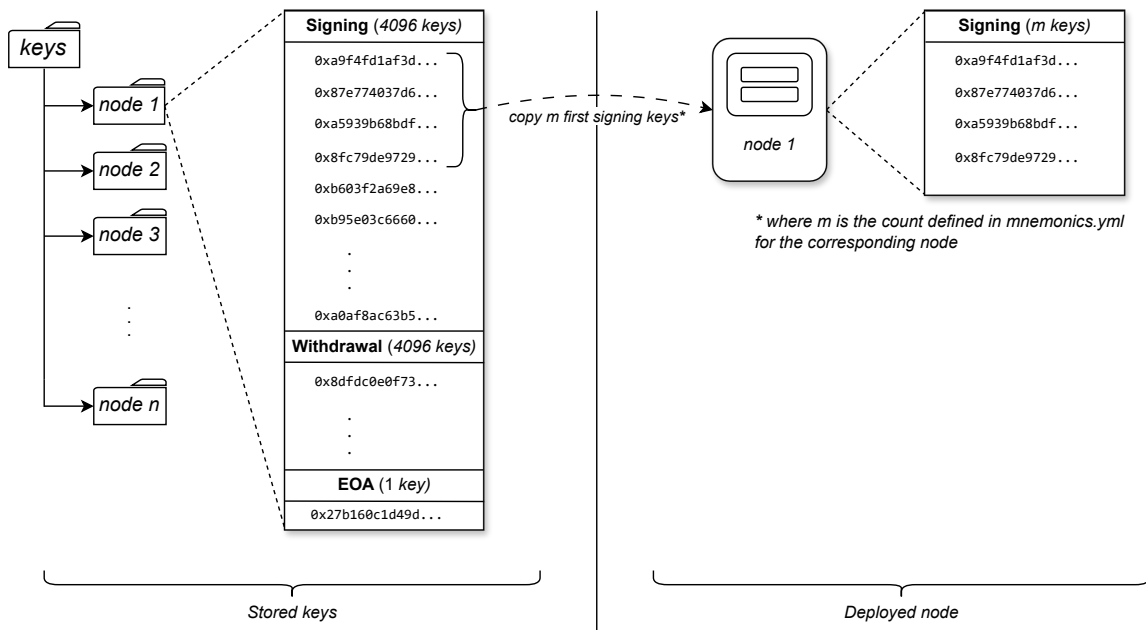 keys
node 1
node 2
node 3
.
.
.
node n
Signing (4096 keys)
0xa9f4fd1af3d...
0x87e774037d6...
0xa5939b68bdf...
0x8fc79de9729...
0xb603f2a69e8...
0xb95e03c6660...
.
.
.
0xa0af8ac63b5...
Withdrawal (4096 keys)
0x8dfdc0e0f73...
.
.
.
EOA (1 key)
0x27b160c1d49d...
Stored keys
copy m first signing keys*
node 1
Signing (m keys)
0xa9f4fd1af3d...
0x87e774037d6...
0xa5939b68bdf...
0x8fc79de9729...
* where m is the count defined in mnemonics.yml
for the corresponding node
Deployed node